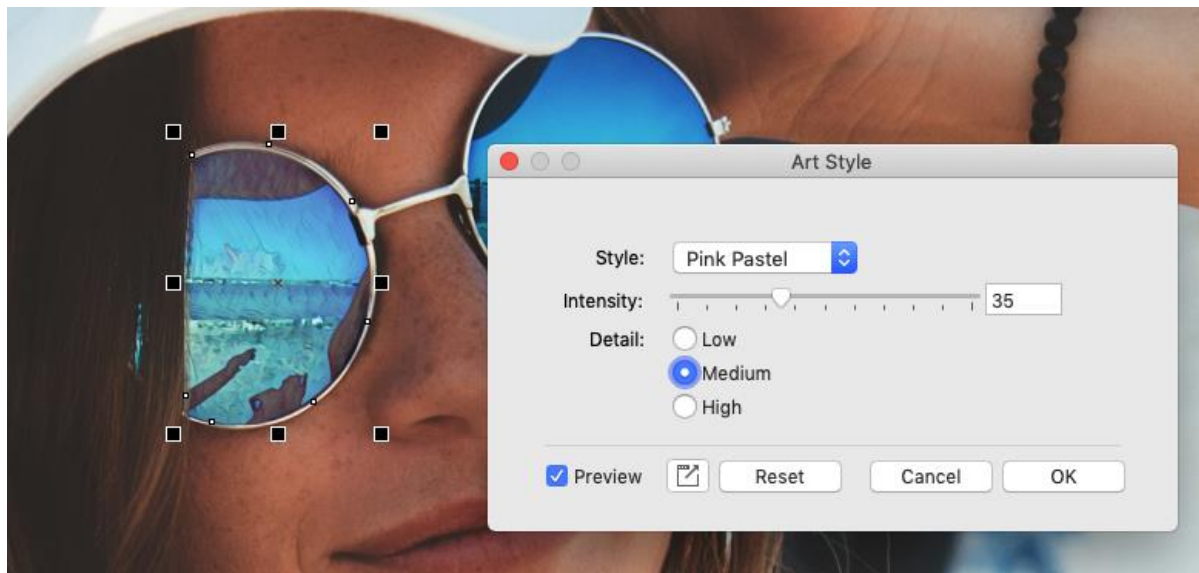 Art Style
Style: Pink Pastel
Intensity: 35
Detail: Low
Medium
High
Preview Reset Cancel OK